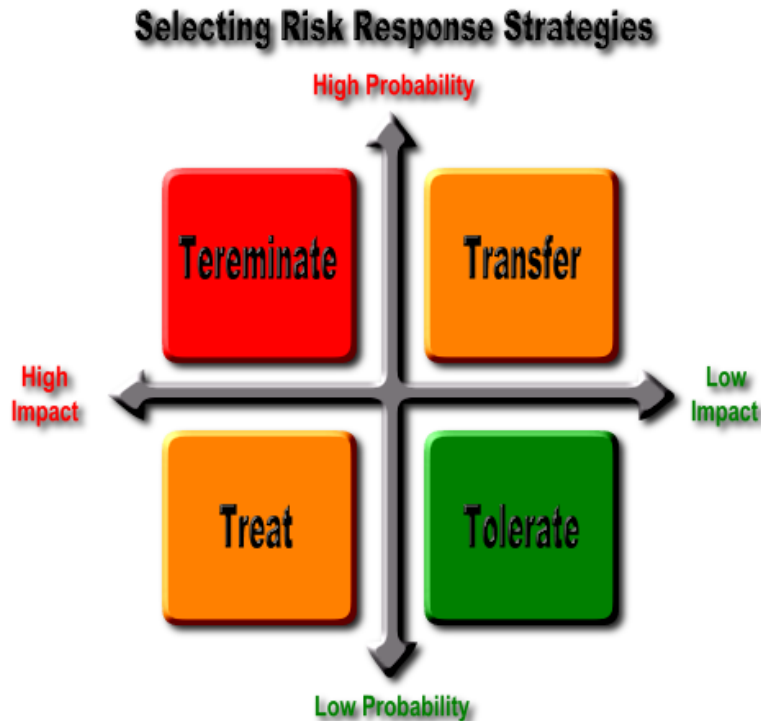 Selecting Risk Response Strategies
High Probability
Tereminate
Transfer
High
Impact
Low
Impact
Treat
Tolerate
Low Probability